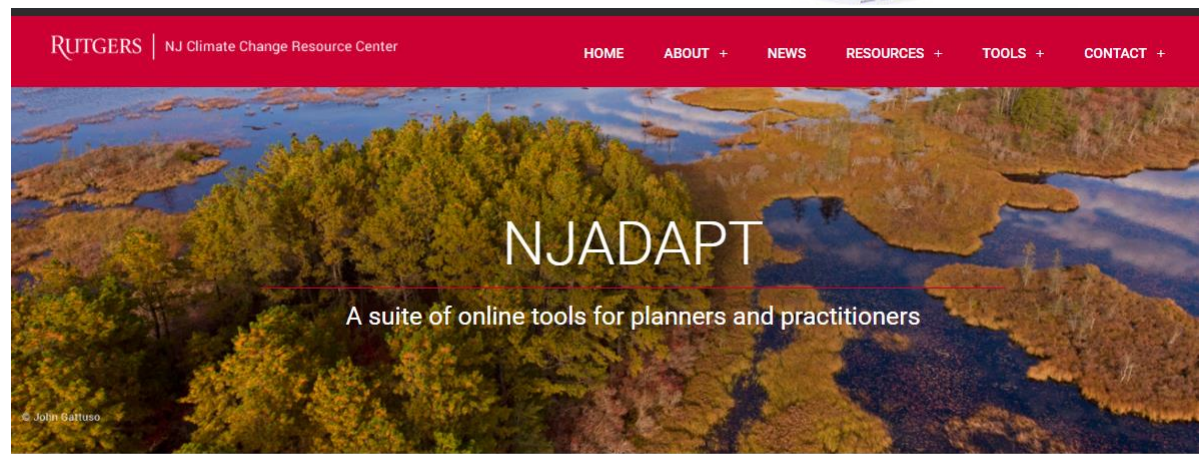 RUTGERS | NJ Climate Change Resource Center
HOME ABOUT + NEWS RESOURCES + TOOLS + CONTACT +
NJADAPT
A suite of online tools for planners and practitioners
© John Gattuso